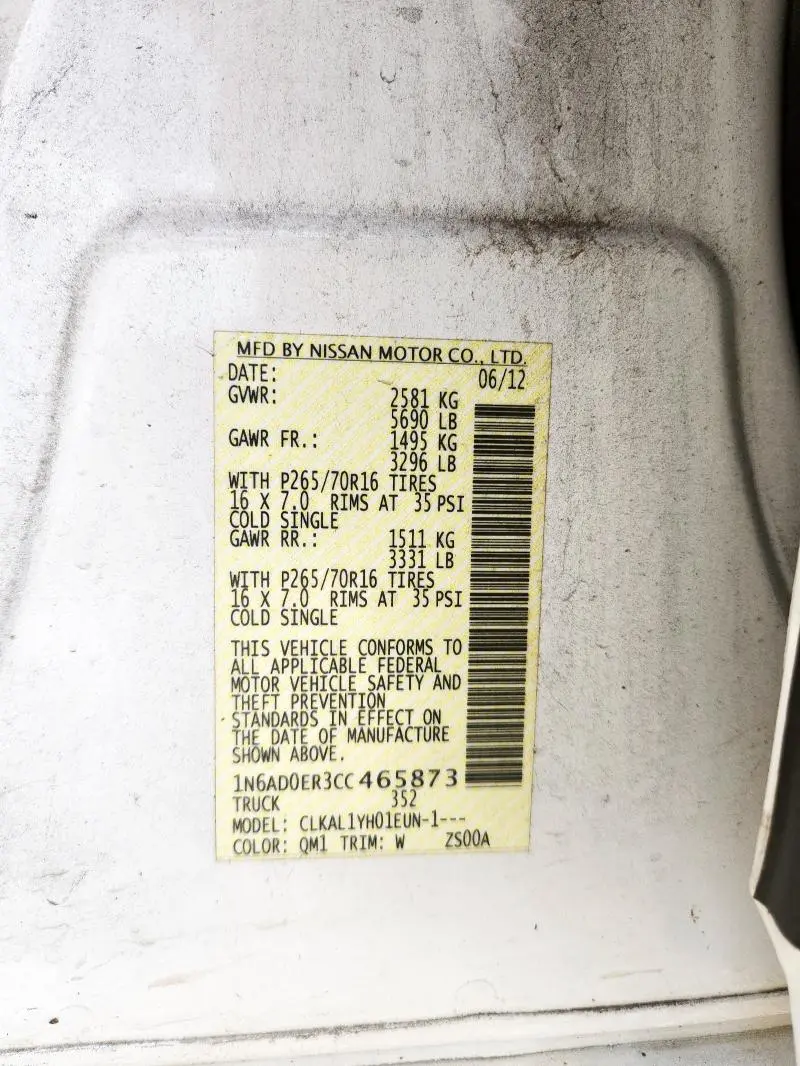 MFD BY NISSAN MOTOR CO., LTD.
DATE: 06/12
GVWR: 2581 KG
5690 LB
GAWR FR.: 1495 KG
3296 LB
WITH P265/70R16 TIRES
16 X 7.0 RIMS AT 35 PSI
COLD SINGLE
GAWR RR.: 1511 KG
3331 LB
WITH P265/70R16 TIRES
16 X 7.0 RIMS AT 35 PSI
COLD SINGLE
THIS VEHICLE CONFORMS TO
ALL APPLICABLE FEDERAL
MOTOR VEHICLE SAFETY AND
THEFT PREVENTION
STANDARDS IN EFFECT ON
THE DATE OF MANUFACTURE
SHOWN ABOVE.
1N6AD0ER3CC465873
TRUCK 352
MODEL: CLKAL1YH01EUN-1---
COLOR: QM1 TRIM: W ZS00A